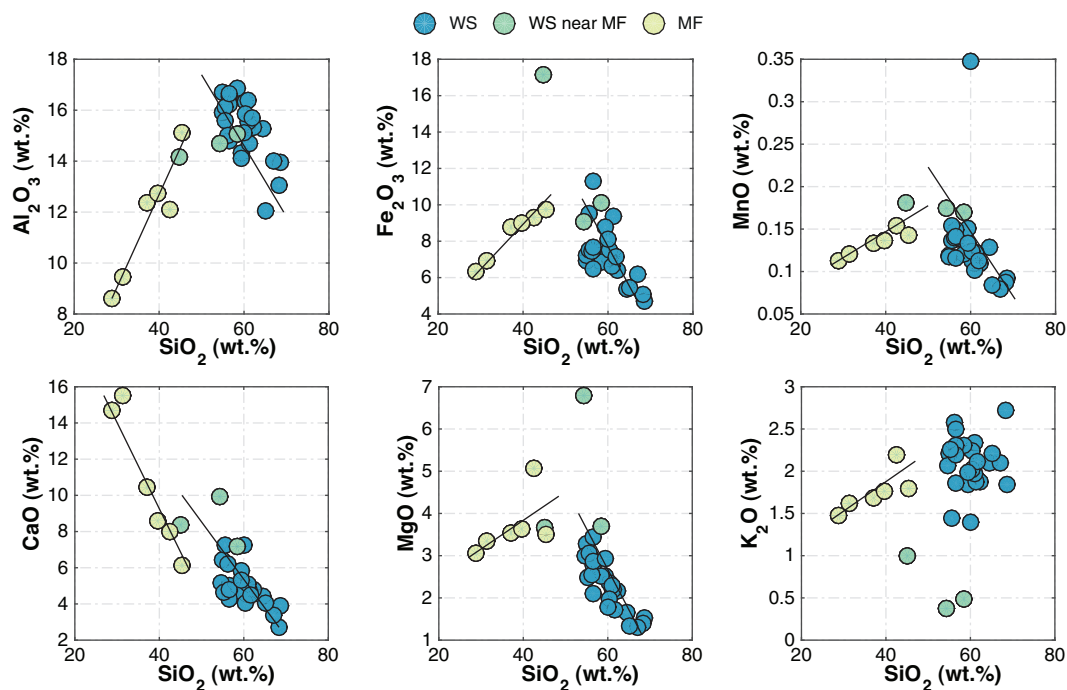 WS WS near MF MF
18
16
14
12
10
8
20 40 60 80
SiO2 (wt.%)
Al2O3 (wt.%)
18
16
14
12
10
8
6
4
20 40 60 80
SiO2 (wt.%)
Fe2O3 (wt.%)
0.35
0.3
0.25
0.2
0.15
0.1
0.05
20 40 60 80
SiO2 (wt.%)
MnO (wt.%)
16
14
12
10
8
6
4
2
20 40 60 80
SiO2 (wt.%)
CaO (wt.%)
7
6
5
4
3
2
1
20 40 60 80
SiO2 (wt.%)
MgO (wt.%)
3
2.5
2
1.5
1
0.5
0
20 40 60 80
SiO2 (wt.%)
K2O (wt.%)